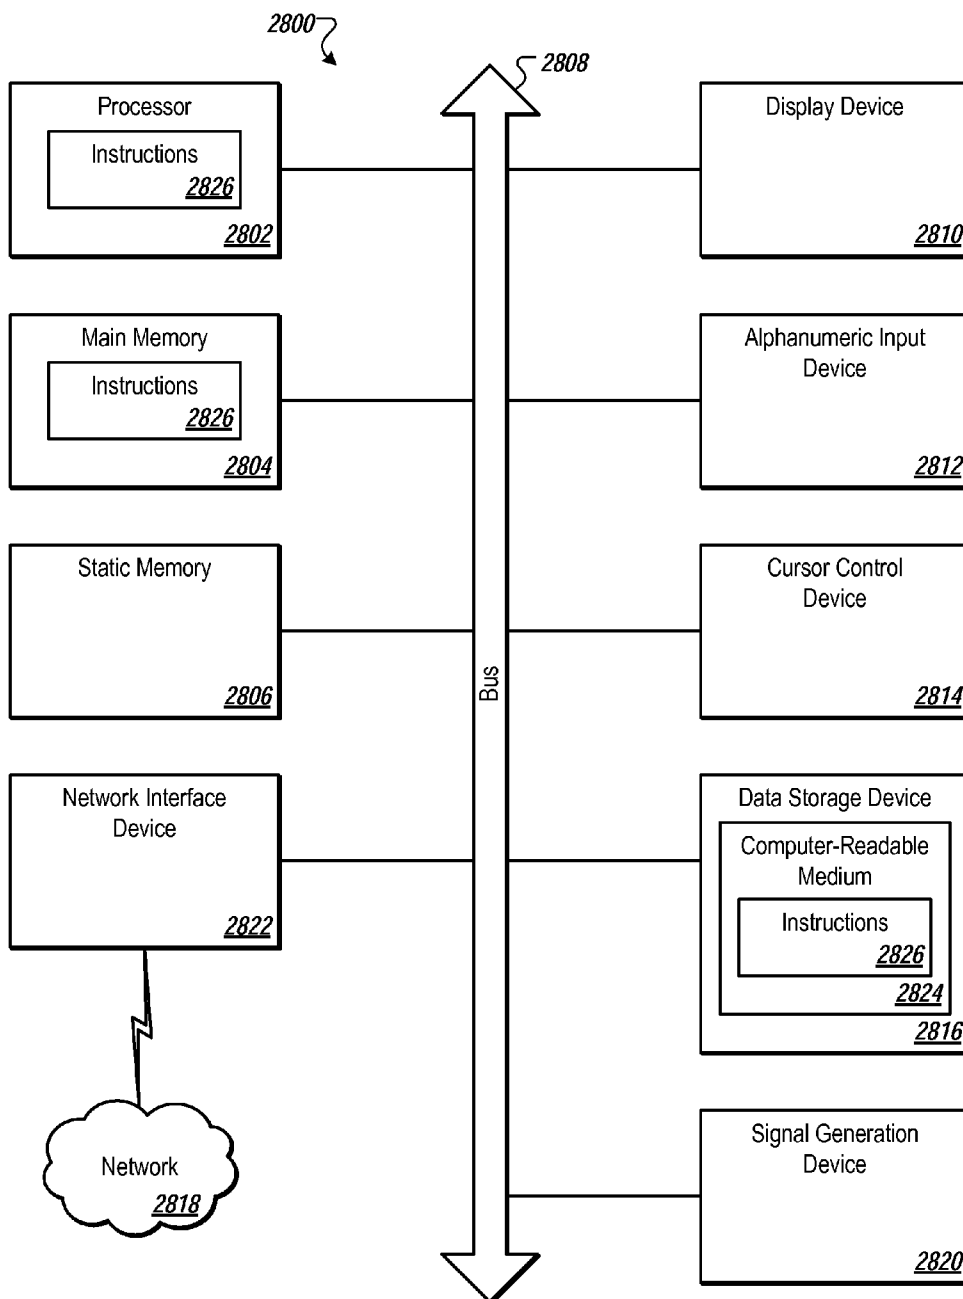 2800
2808
Processor
Instructions
2826
2802
Display Device
2810
Main Memory
Instructions
2826
2804
Alphanumeric Input
Device
2812
Static Memory
2806
Cursor Control
Device
2814
Bus
Network Interface
Device
2822
Data Storage Device
Computer-Readable
Medium
Instructions
2826
2824
2816
Network
2818
Signal Generation
Device
2820